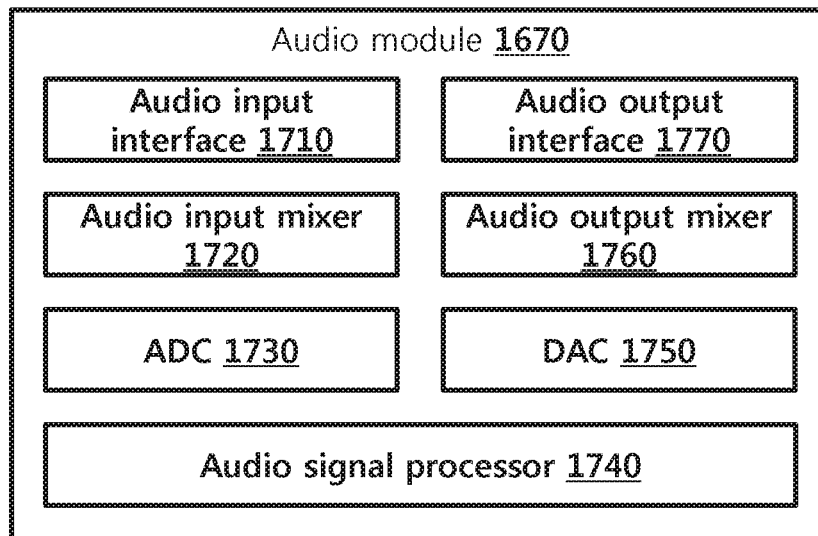 Audio module 1670
Audio input
interface 1710
Audio output
interface 1770
Audio input mixer
1720
Audio output mixer
1760
ADC 1730
DAC 1750
Audio signal processor 1740